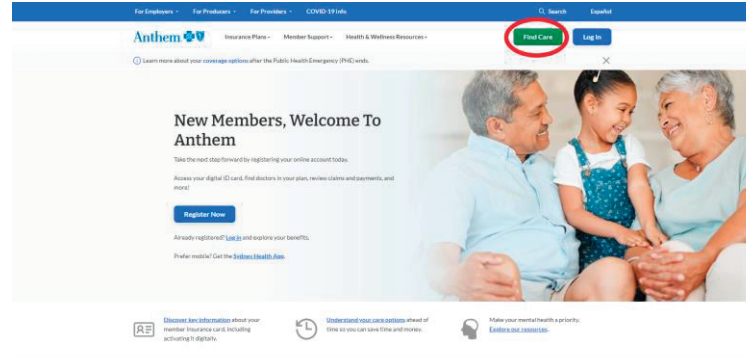 For Employers For Producers For Providers COVID-19 Info Search Español
Anthem Insurance Plans Member Support Health & Wellness Resources Find Care Log In
Learn more about your coverage options after the Public Health Emergency (PHE) ends.
New Members, Welcome To
Anthem
Take the next step forward by registering your online account today.
Access your digital ID card, find doctors in your plan, review claims and payments, and
more!
Register Now
Already registered? Log in and explore your benefits.
Prefer mobile? Get the Sydney Health App.
Discover key information about your
member insurance card, including
activating it digitally.
Understand your care options ahead of
time so you can save time and money.
Make your mental health a priority.
Explore our resources.